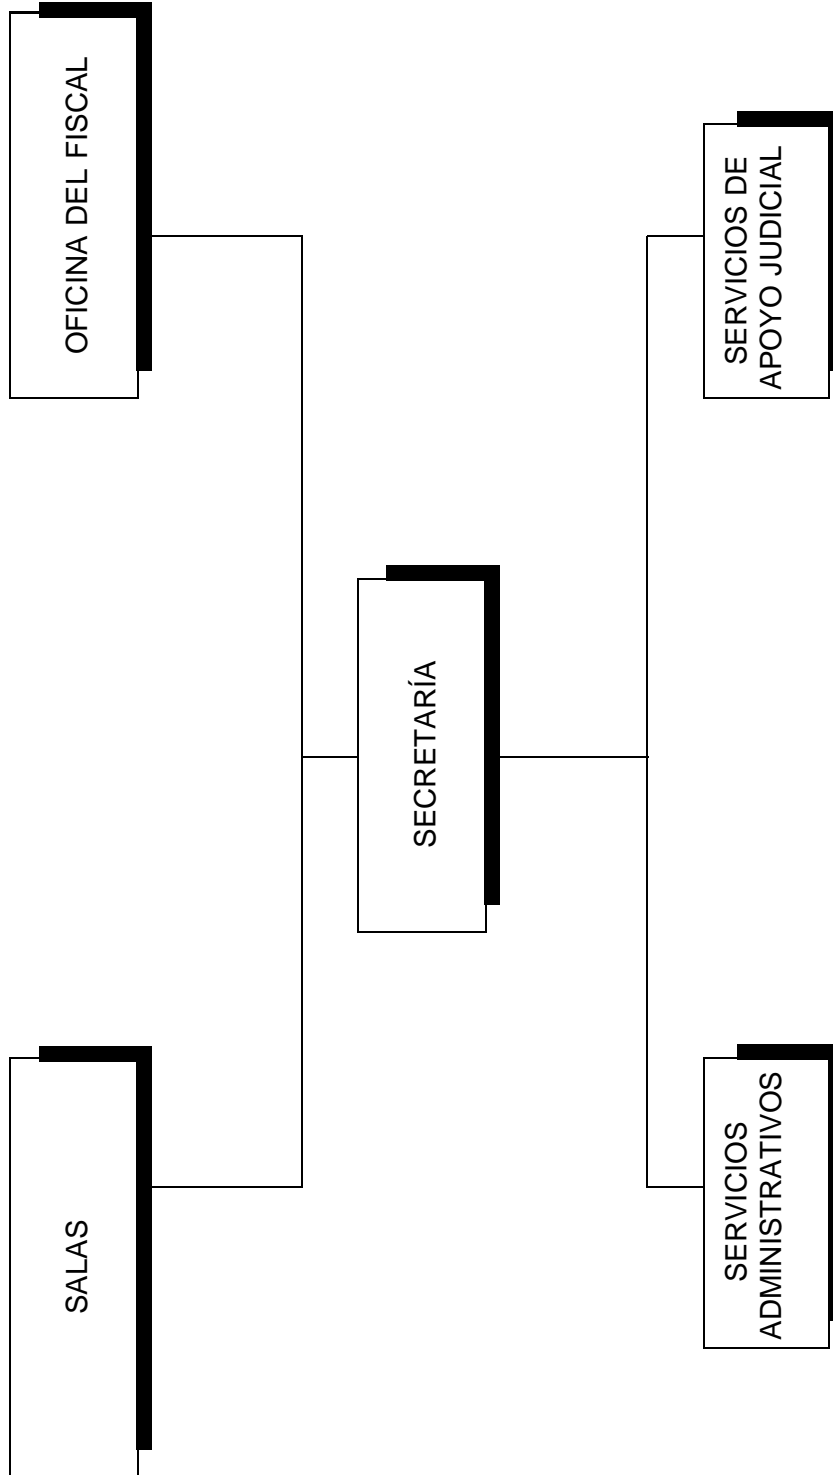 SALAS
OFICINA DEL FISCAL
SECRETARÍA
SERVICIOS
ADMINISTRATIVOS
SERVICIOS DE
APOYO JUDICIAL